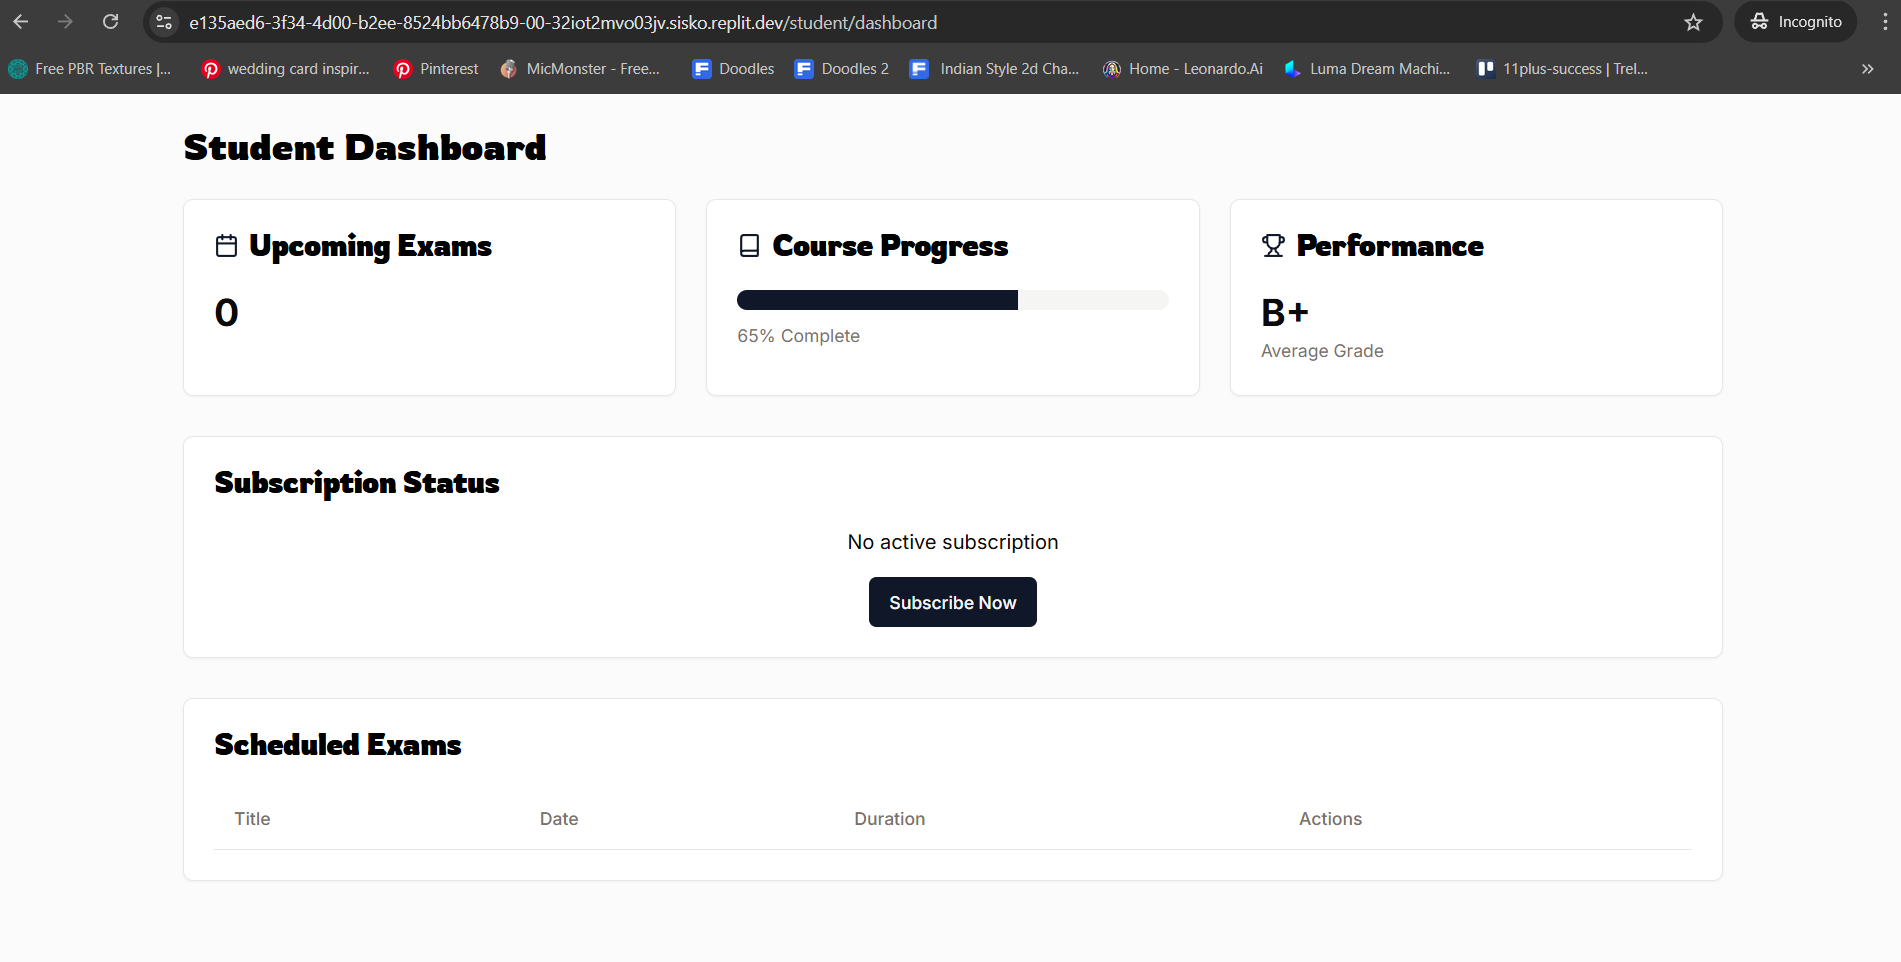 e135aed6-3f34-4d00-b2ee-8524bb6478b9-00-32iot2mvo03jv.sisko.replit.dev/student/dashboard Incognito
Free PBR Textures |... wedding card inspir... Pinterest MicMonster - Free... Doodles Doodles 2 Indian Style 2d Cha... Home - Leonardo.Ai Luma Dream Machi... 11plus-success | Trel...
Student Dashboard
Upcoming Exams
0
Course Progress
65% Complete
Performance
B+
Average Grade
Subscription Status
No active subscription
Subscribe Now
Scheduled Exams
Title Date Duration Actions